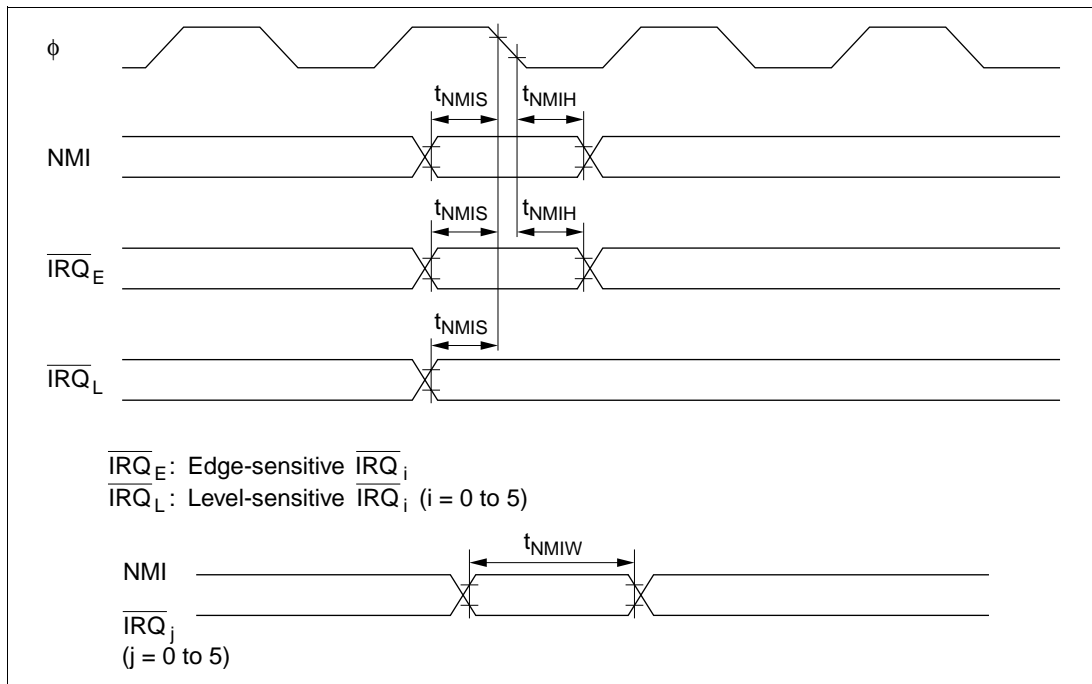 ϕ
tNMIS tNMIH
NMI
tNMIS tNMIH
IRQE
tNMIS
IRQL
IRQE: Edge-sensitive IRQi
IRQL: Level-sensitive IRQi (i = 0 to 5)
tNMIW
NMI
IRQj
(j = 0 to 5)